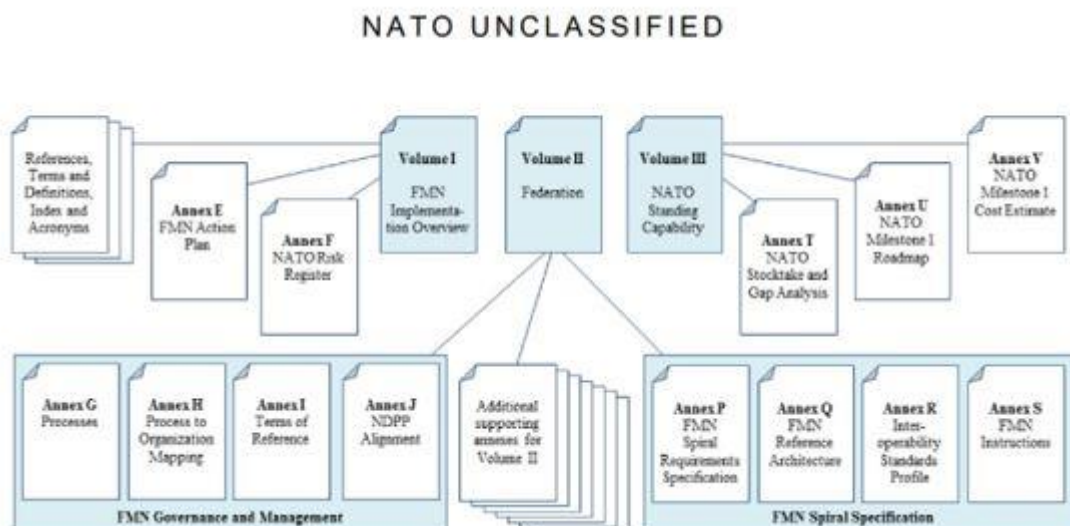 NATO UNCLASSIFIED
References,
Terms and
Definitions,
Index and
Acronyms
Annex E
FMN Action
Plan
Annex F
NATO Risk
Register
Volume I
FMN
Implementa-
tion Overview
Volume II
Federation
Volume III
NATO
Standing
Capability
Annex T
NATO
Stocktake and
Gap Analysis
Annex U
NATO
Milestone I
Roadmap
Annex V
NATO
Milestone I
Cost Estimate
Annex G
Processes
Annex H
Process to
Organization
Mapping
Annex I
Terms of
Reference
Annex J
NDPP
Alignment
FMN Governance and Management
Additional
supporting
annexes for
Volume II
Annex P
FMN
Spiral
Requirements
Specification
Annex Q
FMN
Reference
Architecture
Annex R
Inter-
operability
Standards
Profile
Annex S
FMN
Instructions
FMN Spiral Specification